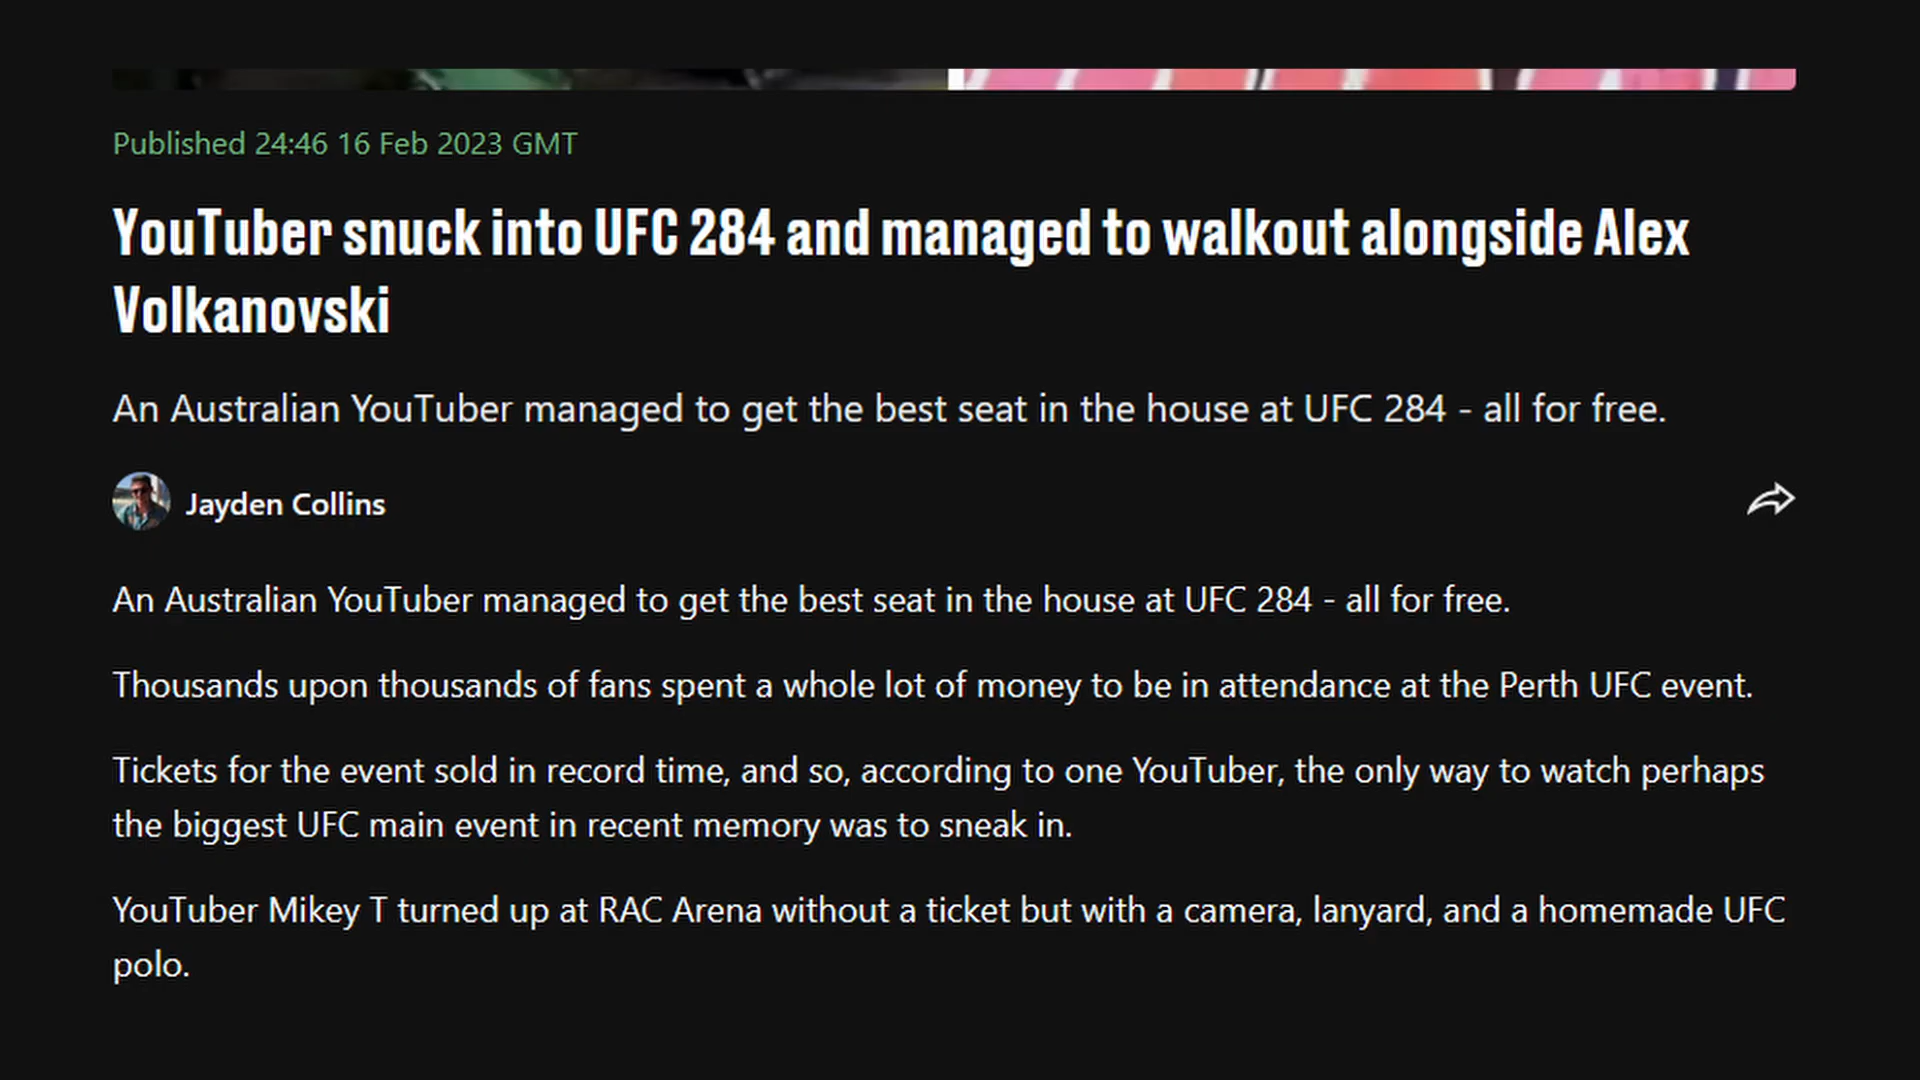 Published 24:46 16 Feb 2023 GMT
YouTuber snuck into UFC 284 and managed to walkout alongside Alex
Volkanovski
An Australian YouTuber managed to get the best seat in the house at UFC 284 - all for free.
Jayden Collins
An Australian YouTuber managed to get the best seat in the house at UFC 284 - all for free.
Thousands upon thousands of fans spent a whole lot of money to be in attendance at the Perth UFC event.
Tickets for the event sold in record time, and so, according to one YouTuber, the only way to watch perhaps
the biggest UFC main event in recent memory was to sneak in.
YouTuber Mikey T turned up at RAC Arena without a ticket but with a camera, lanyard, and a homemade UFC
polo.